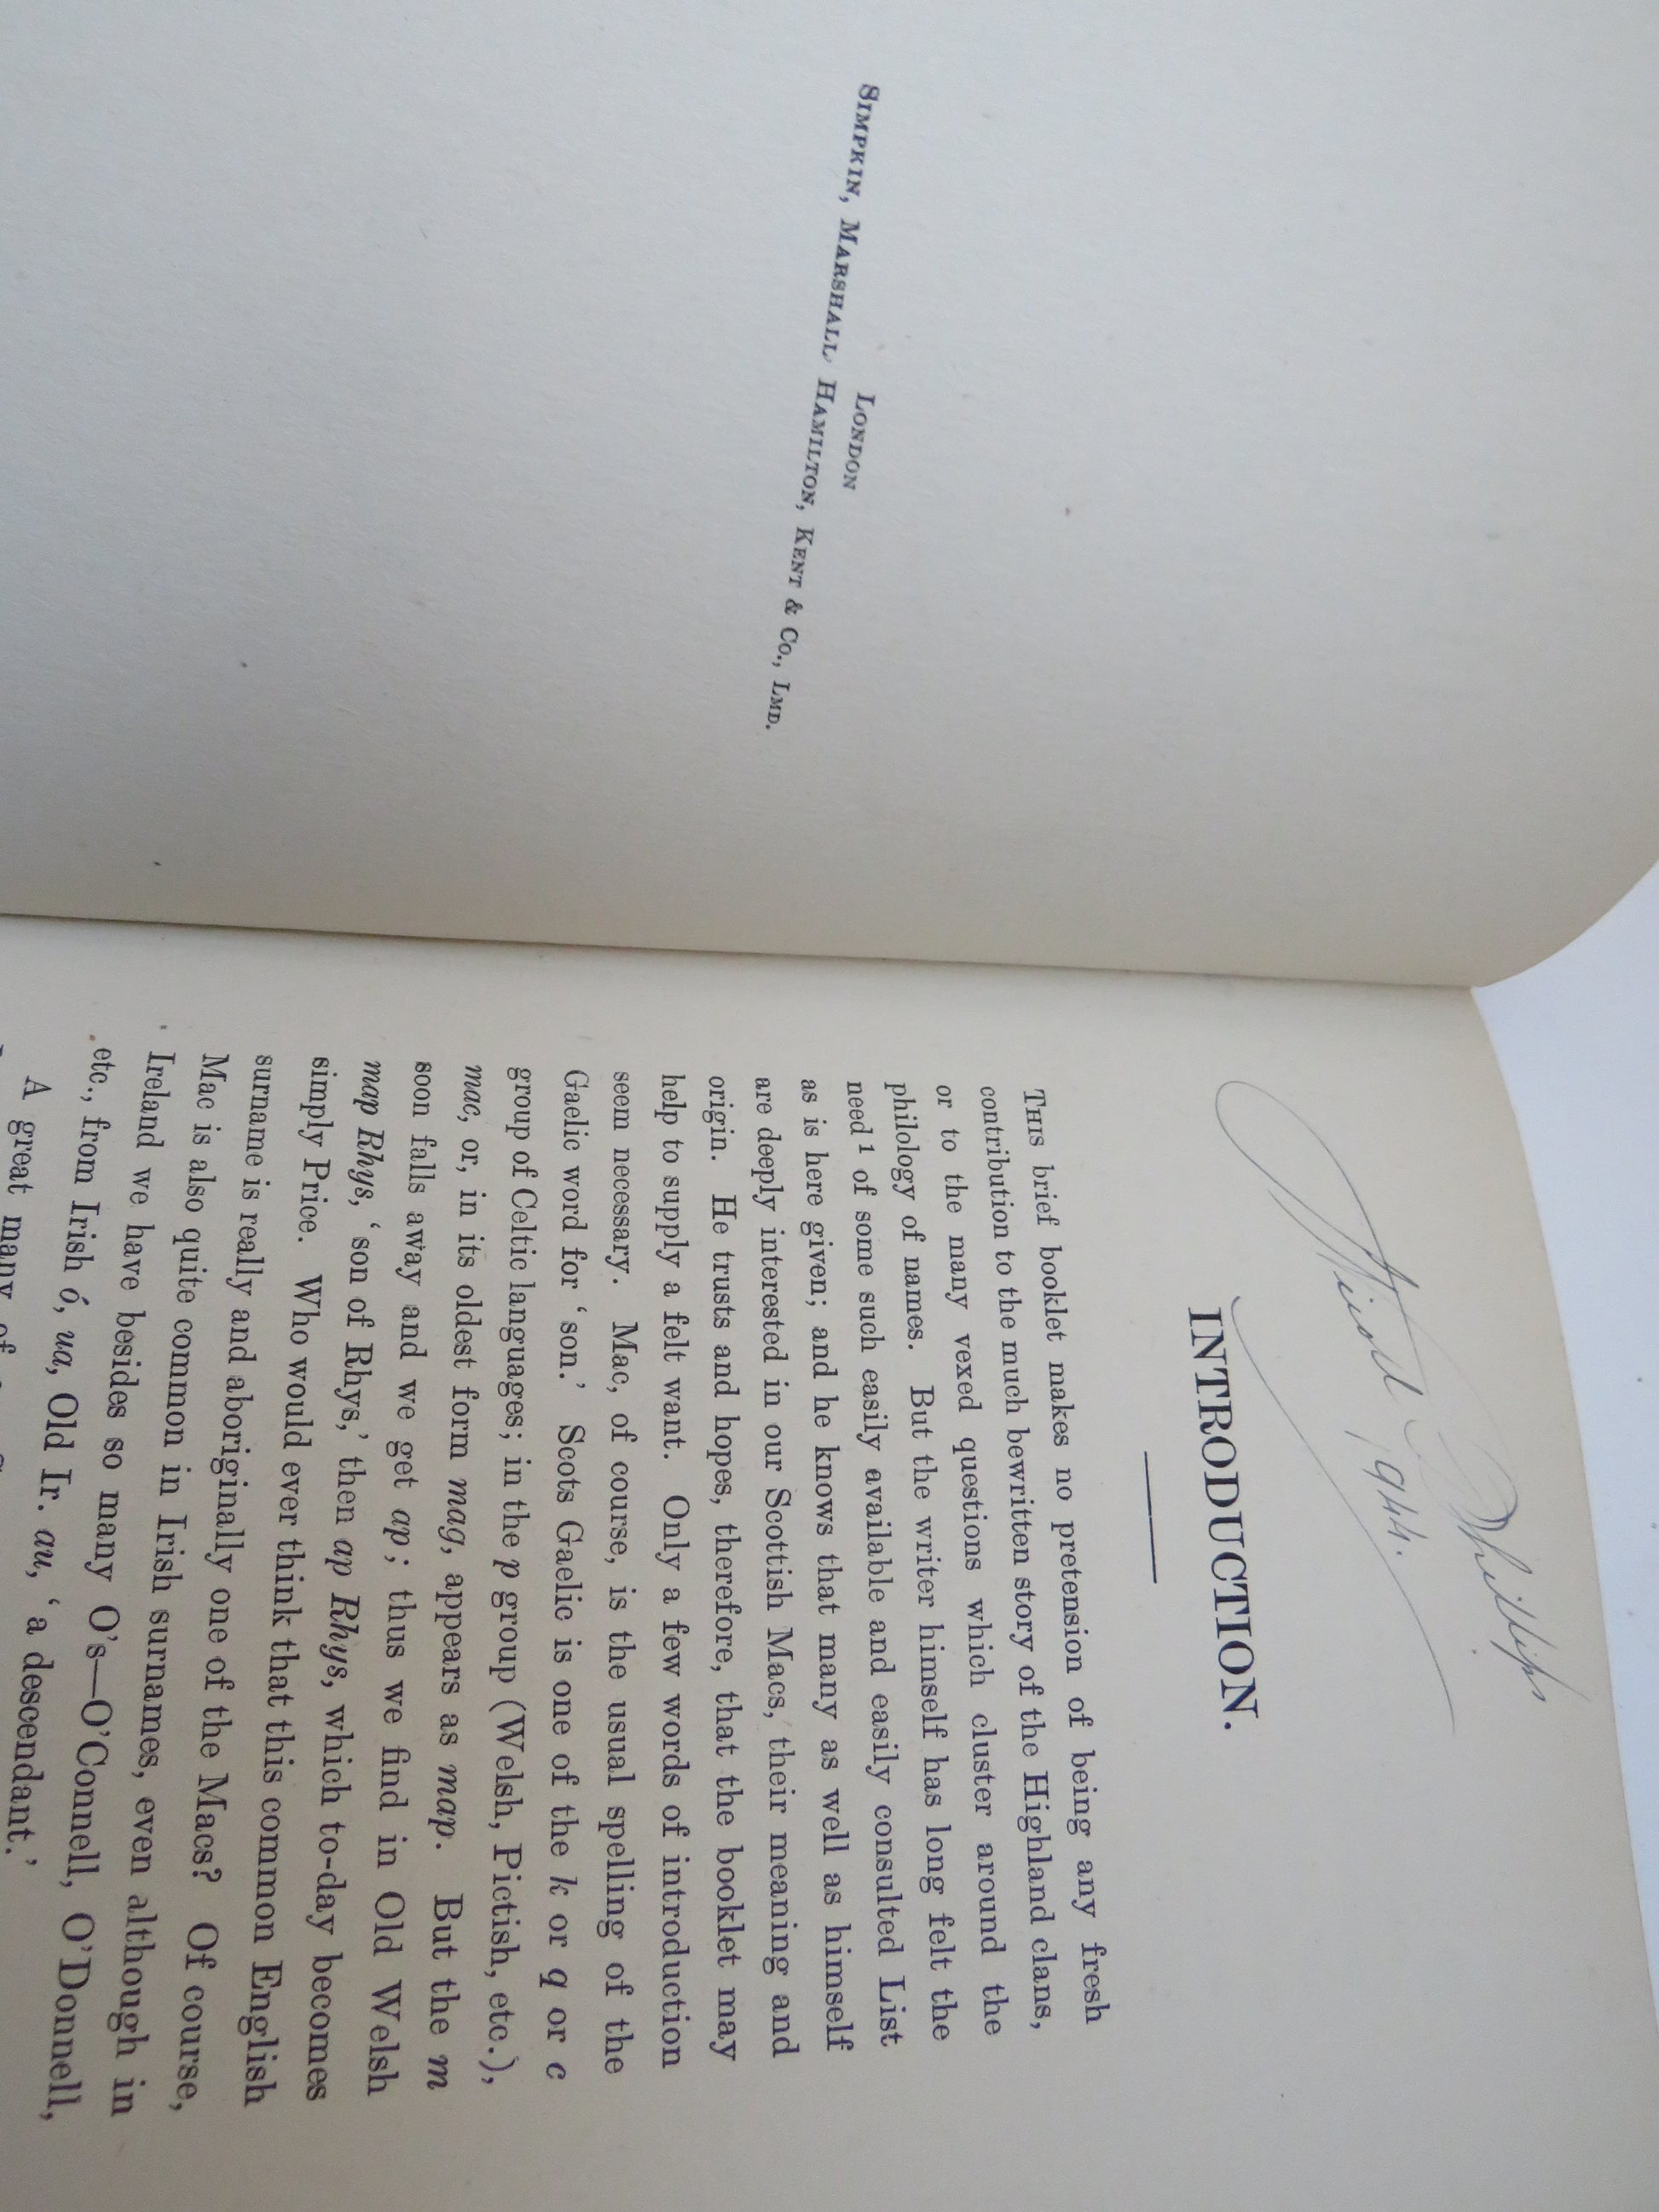 LONDON
SIMPKIN, MARSHALL, HAMILTON, KENT & CO., LMD.
Phillips
1944.
INTRODUCTION.
THIS brief booklet makes no pretension of being any fresh
contribution to the much bewritten story of the Highland clans,
or to the many vexed questions which cluster around the
philology of names. But the writer himself has long felt the
need¹ of some such easily available and easily consulted List
as is here given; and he knows that many as well as himself
are deeply interested in our Scottish Macs, their meaning and
origin. He trusts and hopes, therefore, that the booklet may
help to supply a felt want. Only a few words of introduction
seem necessary. Mac, of course, is the usual spelling of the
Gaelic word for ‘son.’ Scots Gaelic is one of the k or q or c
group of Celtic languages; in the p group (Welsh, Pictish, etc.),
mac, or, in its oldest form mag, appears as map. But the m
soon falls away and we get ap; thus we find in Old Welsh
map Rhys, ‘son of Rhys,’ then ap Rhys, which to-day becomes
simply Price. Who would ever think that this common English
surname is really and aboriginally one of the Macs? Of course,
Mac is also quite common in Irish surnames, even although in
Ireland we have besides so many O’s—O’Connell, O’Donnell,
etc., from Irish ó, ua, Old Ir. au, ‘a descendant.’
A great many of